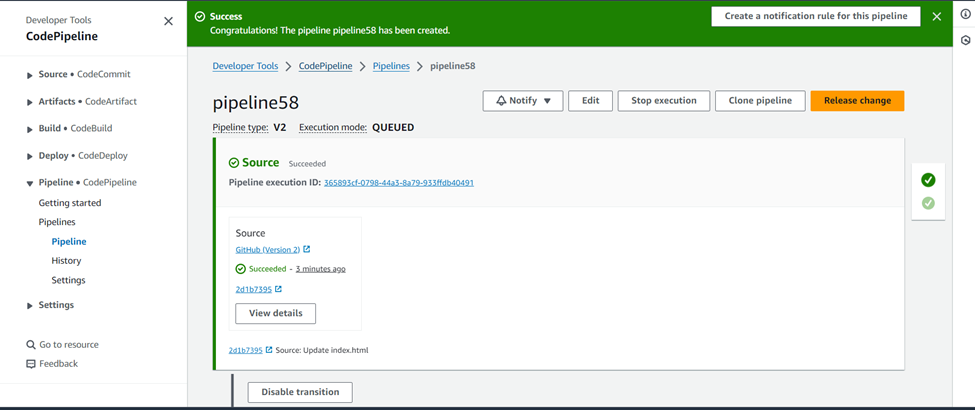 Developer Tools
CodePipeline
Source • CodeCommit
Artifacts • CodeArtifact
Build • CodeBuild
Deploy • CodeDeploy
Pipeline • CodePipeline
Getting started
Pipelines
Pipeline
History
Settings
Settings
Go to resource
Feedback
Success
Congratulations! The pipeline pipeline58 has been created.
Create a notification rule for this pipeline
Developer Tools > CodePipeline > Pipelines > pipeline58
pipeline58
Notify
Edit
Stop execution
Clone pipeline
Release change
Pipeline type: V2 Execution mode: QUEUED
Source Succeeded
Pipeline execution ID: 365893cf-0798-44a3-8a79-933ffdb40491
Source
GitHub (Version 2)
Succeeded - 3 minutes ago
2d1b7395
View details
2d1b7395 Source: Update index.html
Disable transition